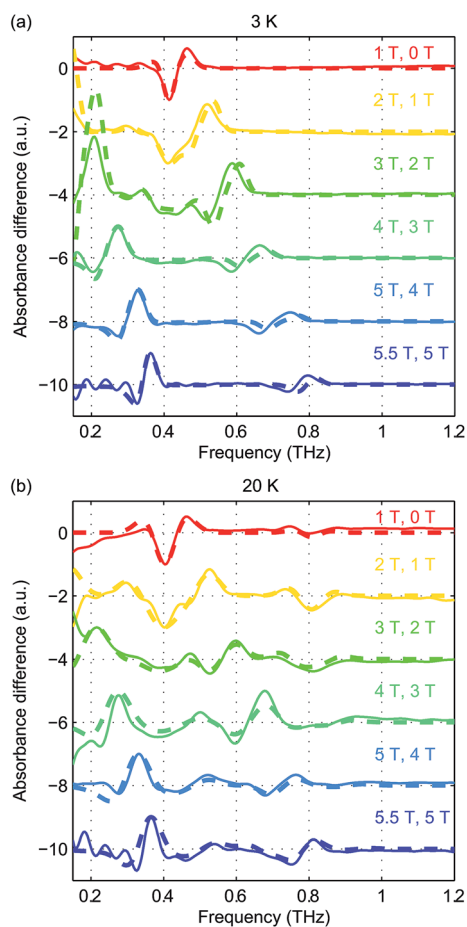 (a) 3 K
Absorbance difference (a.u.)
0
−2
−4
−6
−8
−10
1 T, 0 T
2 T, 1 T
3 T, 2 T
4 T, 3 T
5 T, 4 T
5.5 T, 5 T
0.2 0.4 0.6 0.8 1 1.2
Frequency (THz)
(b) 20 K
Absorbance difference (a.u.)
0
−2
−4
−6
−8
−10
1 T, 0 T
2 T, 1 T
3 T, 2 T
4 T, 3 T
5 T, 4 T
5.5 T, 5 T
0.2 0.4 0.6 0.8 1 1.2
Frequency (THz)